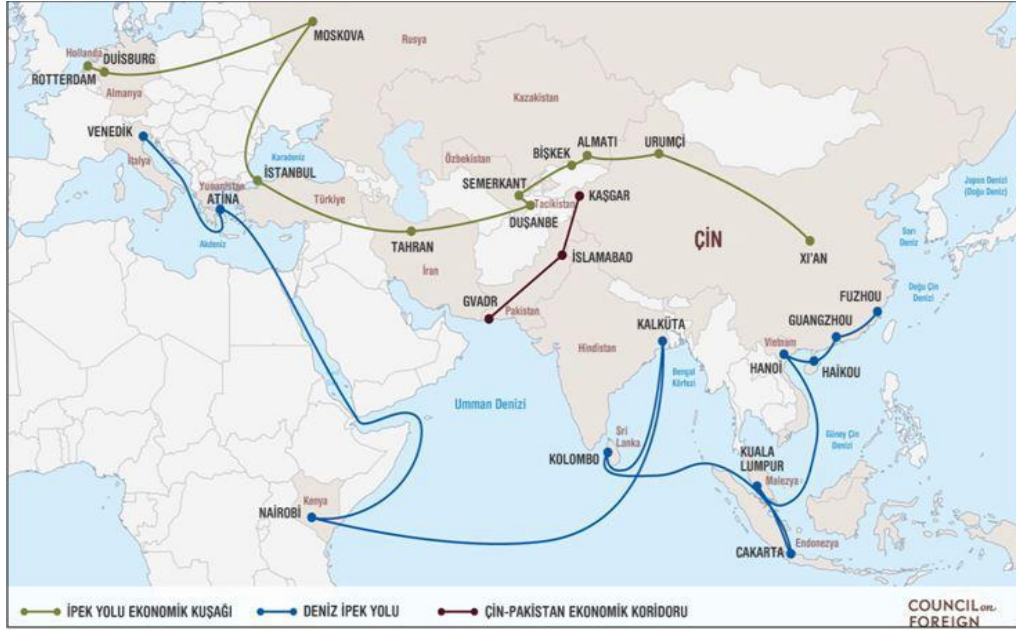 MOSKOVA
Rusya
Hollanda
DUİSBURG
ROTTERDAM
Almanya
Kazakistan
VENEDİK
İtalya
Karadeniz
İSTANBUL
Yunanistan
ATİNA
Akdeniz
Türkiye
TAHRAN
İran
Özbekistan
BİŞKEK
ALMATI
URUMÇİ
SEMERKANT
Tacikistan
DUŞANBE
KAŞGAR
ÇİN
XI'AN
Japon Denizi
(Doğu Deniz)
Sarı
Deniz
Doğu Çin
Denizi
İSLAMABAD
GVADR
Pakistan
Hindistan
KALKÜTA
Bengal
Körfezi
FUZHOU
GUANGZHOU
Vietnam
HANOİ
HAİKOU
Umman Denizi
Sri
Lanka
KOLOMBO
Güney Çin
Denizi
KUALA
LUMPUR
Malezya
Kenya
NAİROBİ
CAKARTA
Endonezya
İPEK YOLU EKONOMİK KUŞAĞI
DENİZ İPEK YOLU
ÇİN-PAKİSTAN EKONOMİK KORİDORU
COUNCIL on
FOREIGN